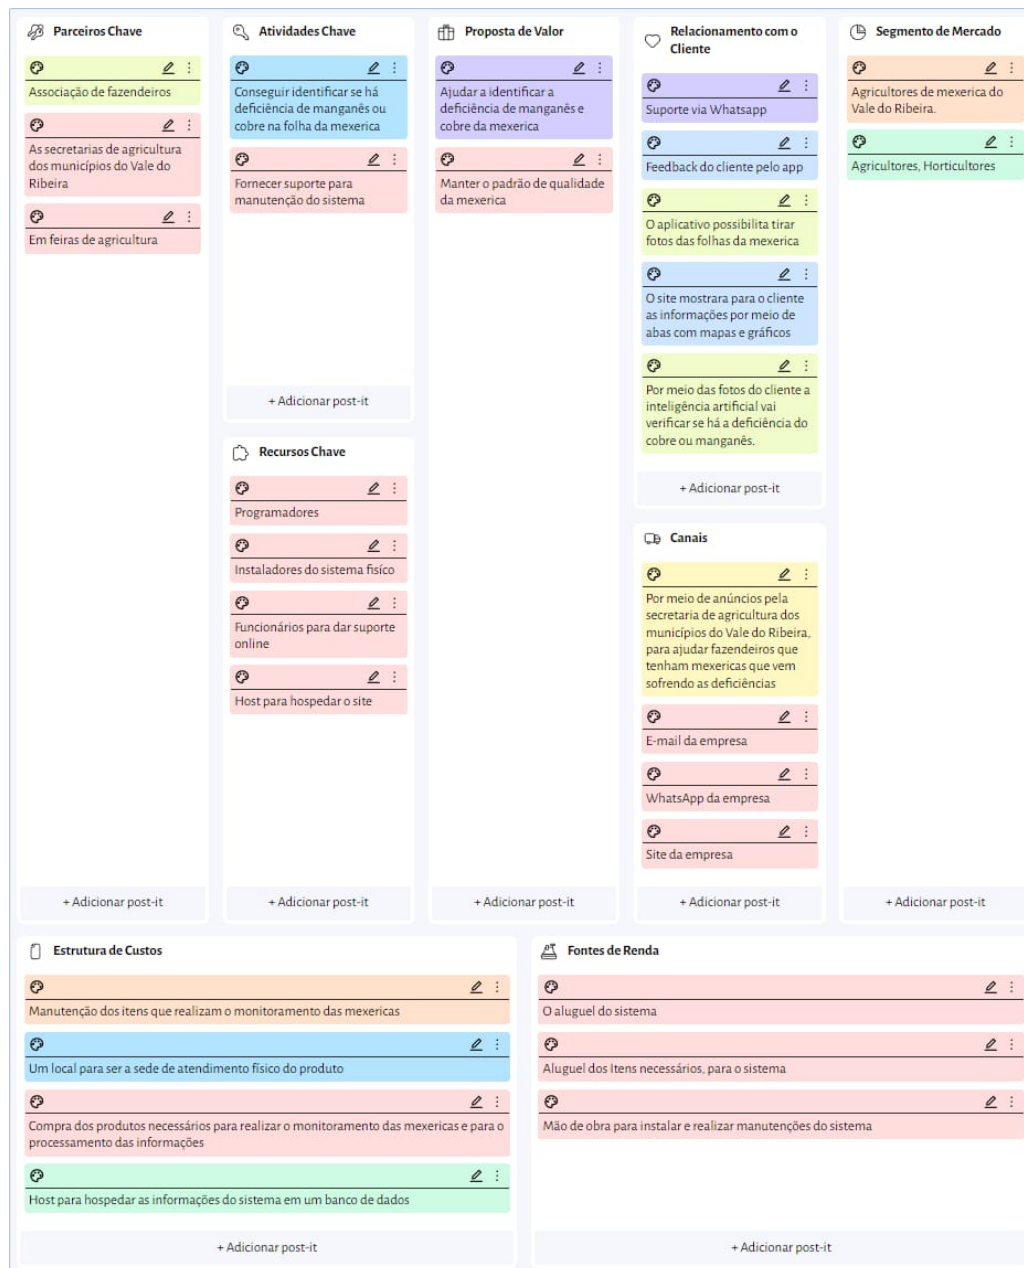 Parceiros Chave
Associação de fazendeiros
As secretarias de agricultura
dos municípios do Vale do
Ribeira
Em feiras de agricultura
+ Adicionar post-it
Atividades Chave
Conseguir identificar se há
deficiência de manganês ou
cobre na folha da mexerica
Fornecer suporte para
manutenção do sistema
+ Adicionar post-it
Recursos Chave
Programadores
Instaladores do sistema fisíco
Funcionários para dar suporte
online
Host para hospedar o site
+ Adicionar post-it
Proposta de Valor
Ajudar a identificar a
deficiência de manganês e
cobre da mexerica
Manter o padrão de qualidade
da mexerica
+ Adicionar post-it
Relacionamento com o
Cliente
Suporte via Whatsapp
Feedback do cliente pelo app
O aplicativo possibilita tirar
fotos das folhas da mexerica
O site mostrara para o cliente
as informações por meio de
abas com mapas e gráficos
Por meio das fotos do cliente a
inteligência artificial vai
verificar se há a deficiência do
cobre ou manganês.
+ Adicionar post-it
Canais
Por meio de anúncios pela
secretaria de agricultura dos
municípios do Vale do Ribeira,
para ajudar fazendeiros que
tenham mexericas que vem
sofrendo as deficiências
E-mail da empresa
WhatsApp da empresa
Site da empresa
+ Adicionar post-it
Segmento de Mercado
Agricultores de mexerica do
Vale do Ribeira.
Agricultores, Horticultores
+ Adicionar post-it
Estrutura de Custos
Manutenção dos itens que realizam o monitoramento das mexericas
Um local para ser a sede de atendimento físico do produto
Compra dos produtos necessários para realizar o monitoramento das mexericas e para o
processamento das informações
Host para hospedar as informações do sistema em um banco de dados
+ Adicionar post-it
Fontes de Renda
O aluguel do sistema
Aluguel dos Itens necessários, para o sistema
Mão de obra para instalar e realizar manutenções do sistema
+ Adicionar post-it